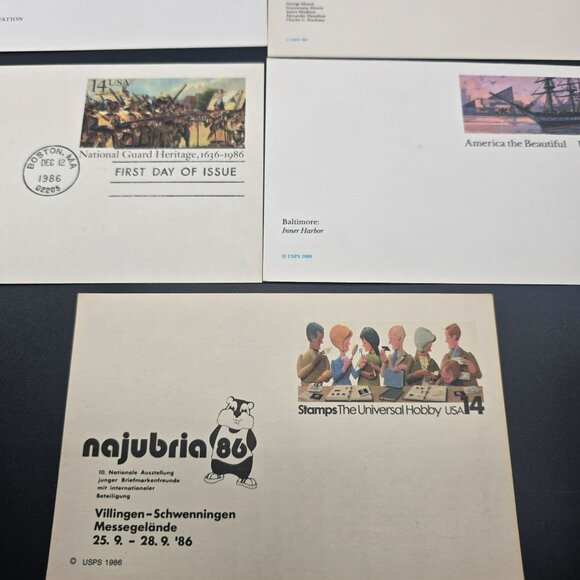 George Mason
Gouverneur Morris
James Madison
Alexander Hamilton
Charles C. Pinckney
14 USA
National Guard Heritage, 1636-1986
FIRST DAY OF ISSUE
BOSTON, MA
DEC 12
1986
02205
America the Beautiful
Baltimore:
Inner Harbor
© USPS 1989
Stamps The Universal Hobby USA 14
najubria 86
10. Nationale Ausstellung
junger Briefmarkenfreunde
mit internationaler
Beteiligung
Villingen-Schwenningen
Messegelände
25. 9. - 28. 9. '86
© USPS 1986